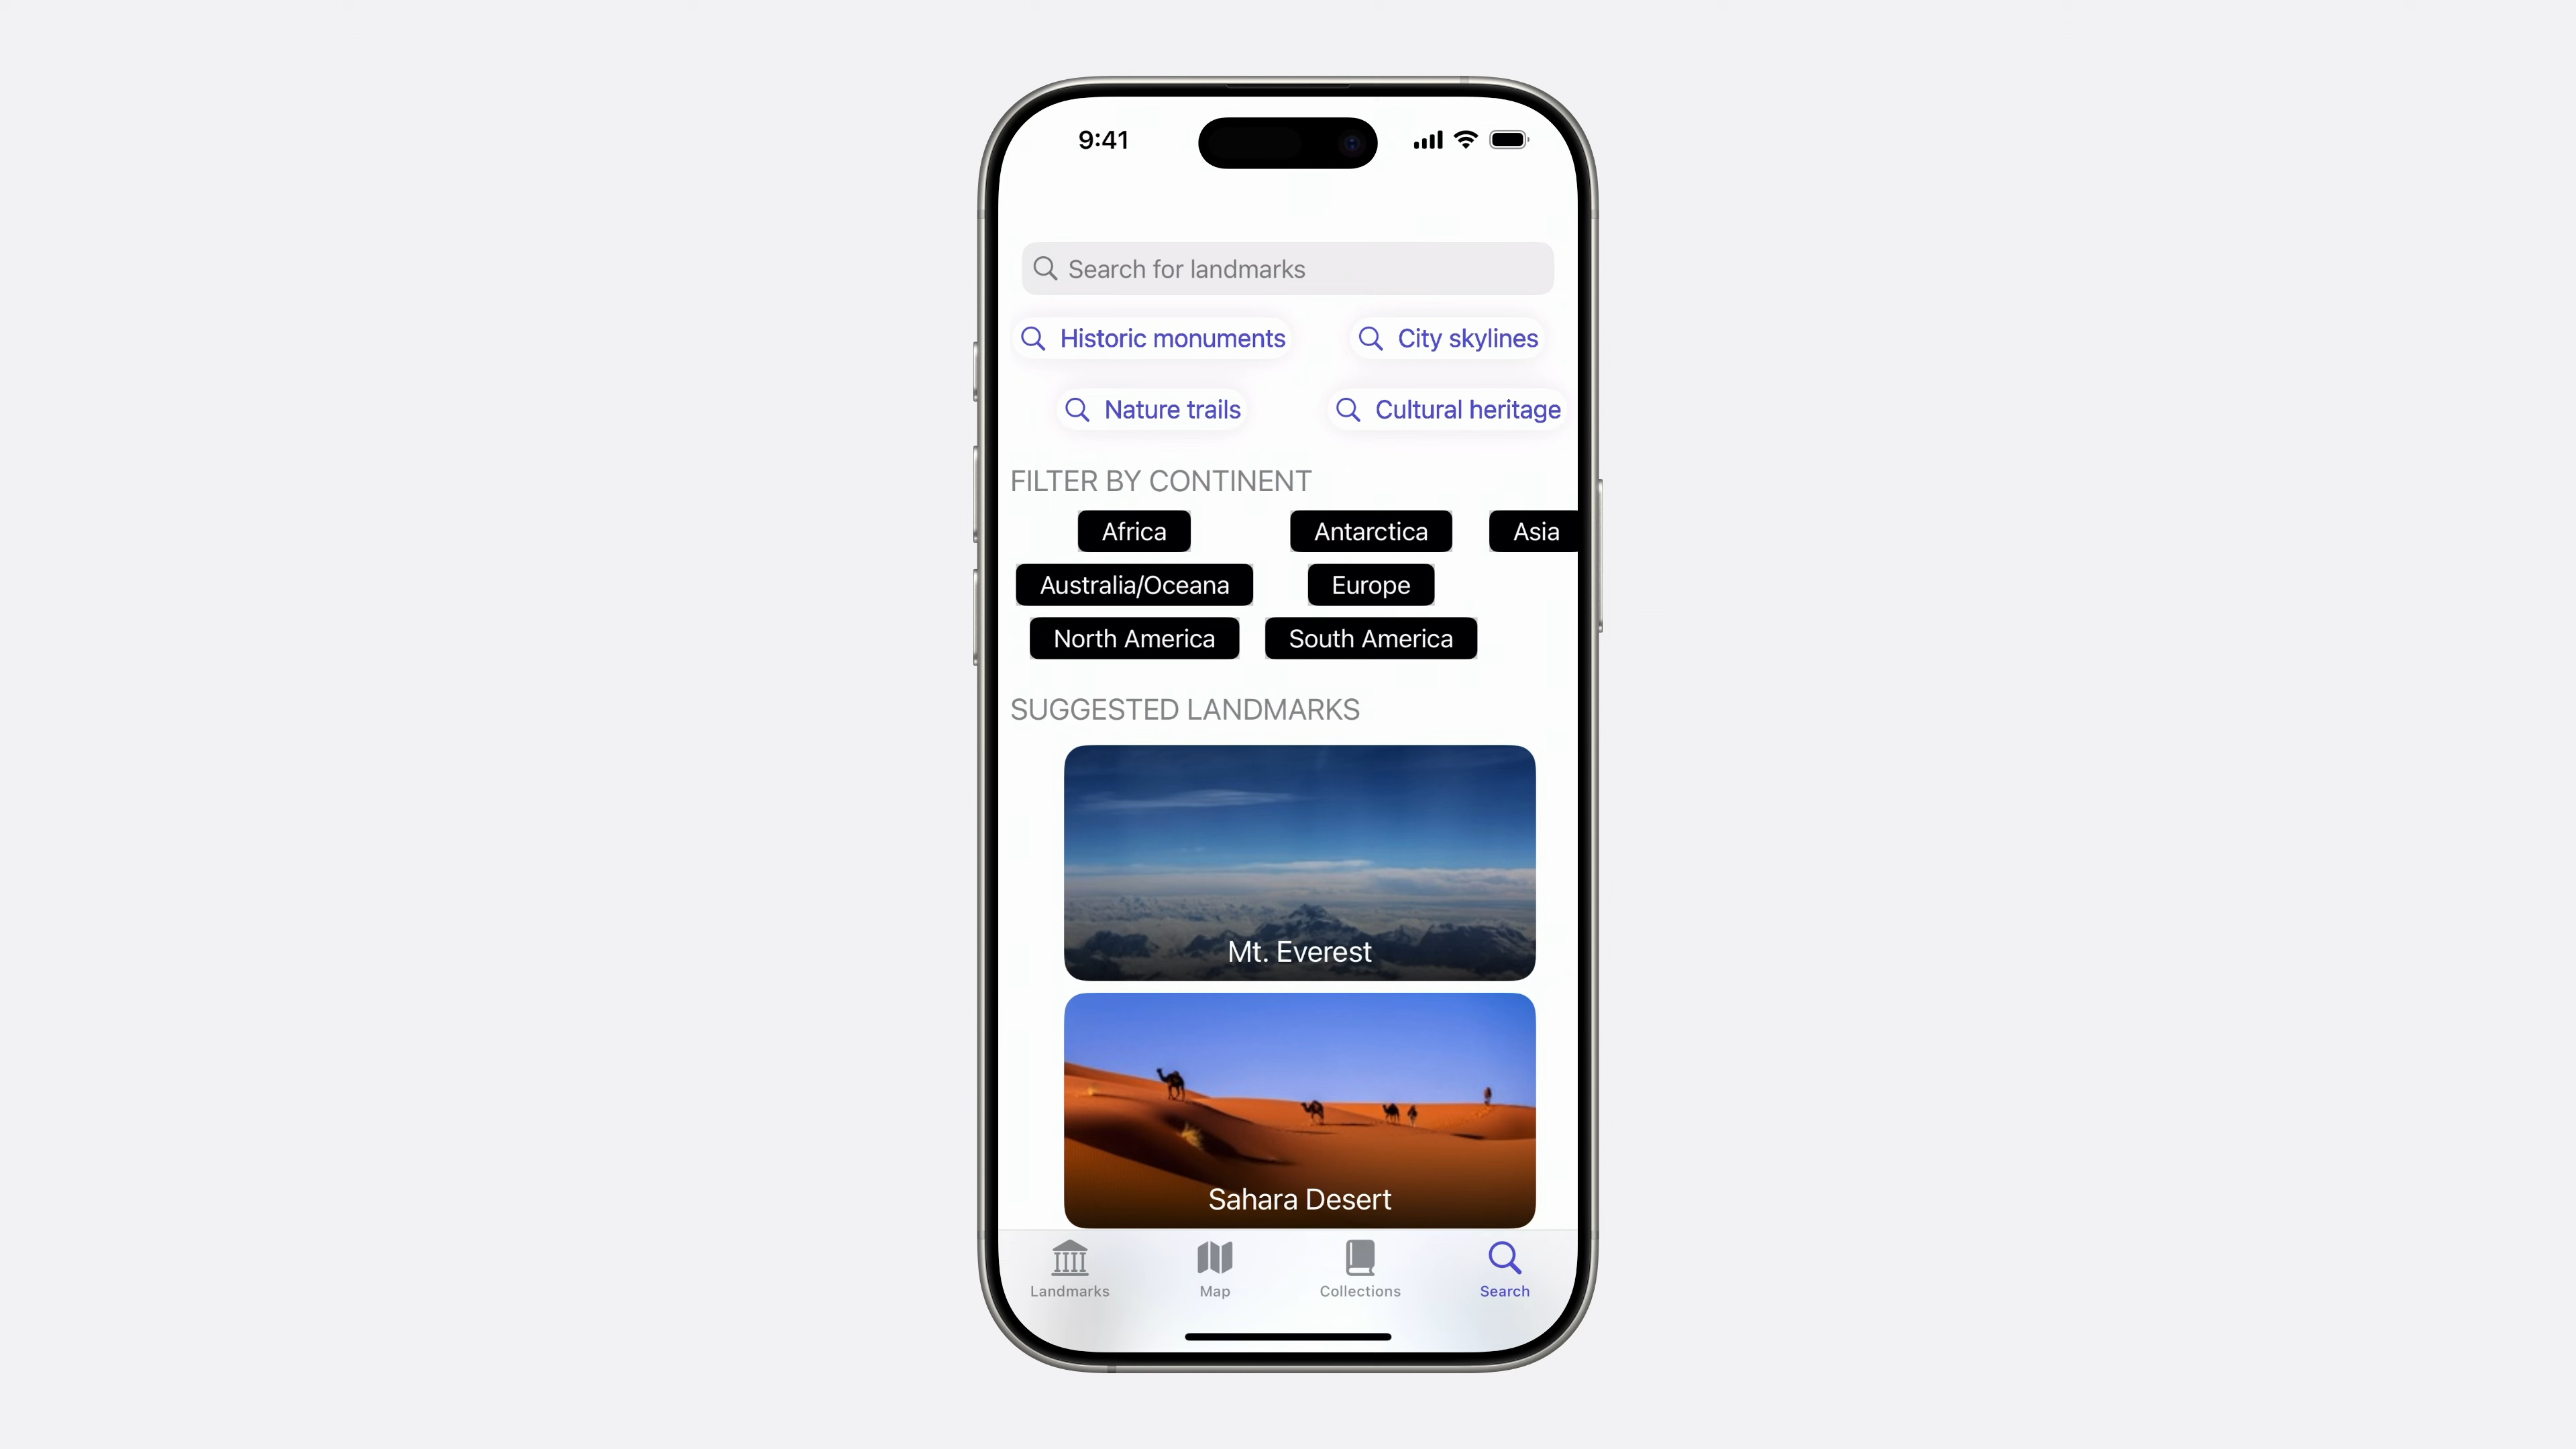 9:41
Search for landmarks
Historic monuments City skylines
Nature trails Cultural heritage
FILTER BY CONTINENT
Africa Antarctica Asia
Australia/Oceana Europe
North America South America
SUGGESTED LANDMARKS
Mt. Everest
Sahara Desert
Landmarks Map Collections Search